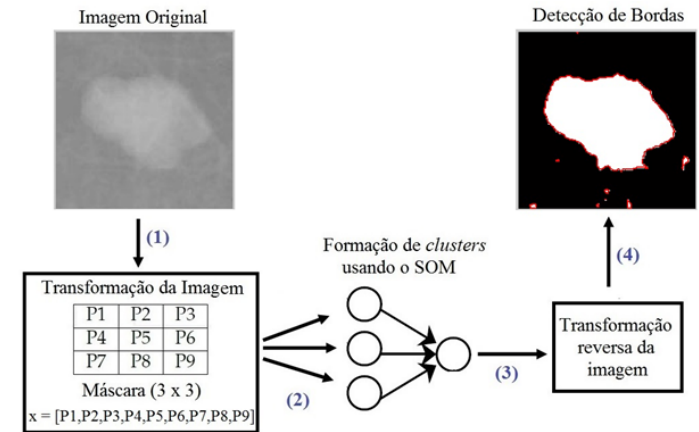 Imagem Original
Detecção de Bordas
(1)
Transformação da Imagem
P1 P2 P3
P4 P5 P6
P7 P8 P9
Máscara (3 x 3)
x = [P1,P2,P3,P4,P5,P6,P7,P8,P9]
(2)
Formação de clusters
usando o SOM
(3)
Transformação
reversa da
imagem
(4)